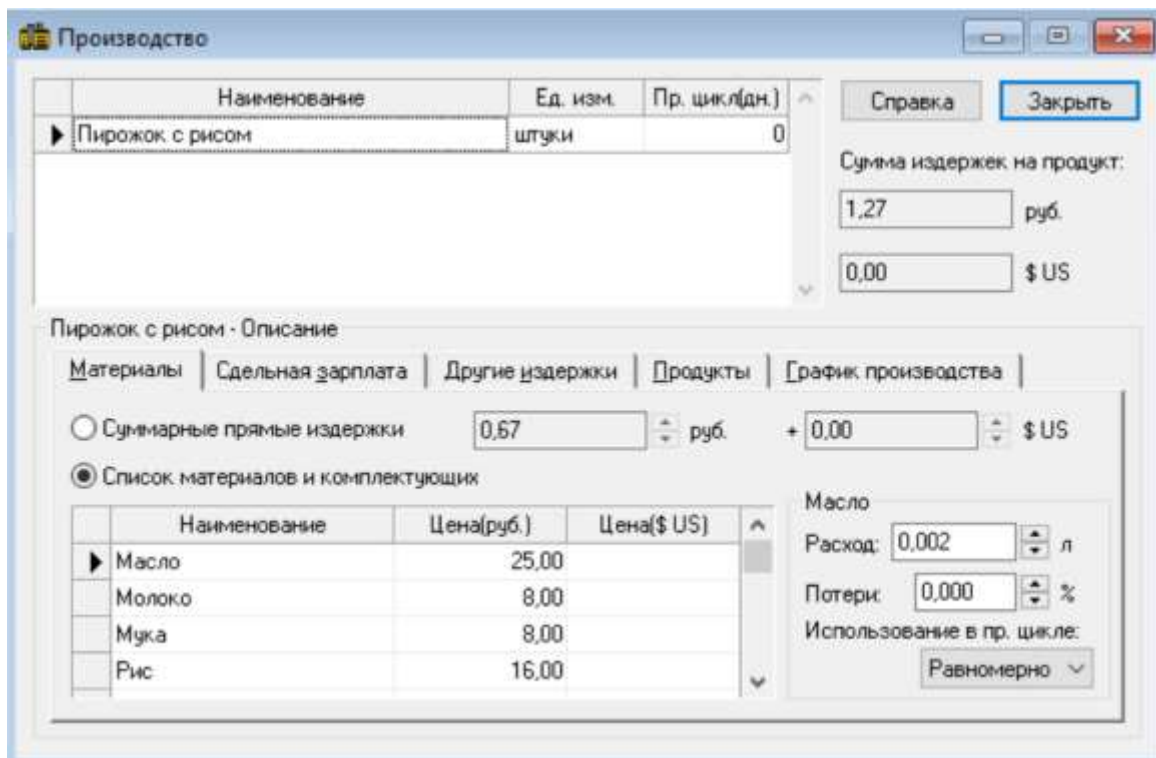 Производство
Наименование Ед. изм. Пр. цикл(дн.)
Пирожок с рисом штуки 0
Справка Закрыть
Сумма издержек на продукт:
1,27 руб.
0,00 $ US
Пирожок с рисом - Описание
Материалы Сдельная зарплата Другие издержки Продукты График производства
Суммарные прямые издержки 0,67 руб. + 0,00 $ US
Список материалов и комплектующих
Наименование Цена(руб.) Цена($ US)
Масло 25,00
Молоко 8,00
Мука 8,00
Рис 16,00
Масло
Расход: 0,002 л
Потери: 0,000 %
Использование в пр. цикле:
Равномерно